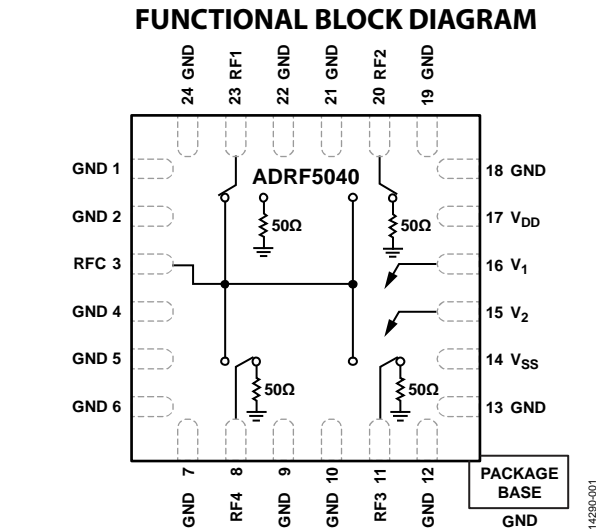 FUNCTIONAL BLOCK DIAGRAM
24 GND
23 RF1
22 GND
21 GND
20 RF2
19 GND
ADRF5040
GND 1
GND 2
RFC 3
GND 4
GND 5
GND 6
18 GND
17 VDD
16 V1
15 V2
14 VSS
13 GND
50Ω
50Ω
50Ω
50Ω
GND 7
RF4 8
GND 9
GND 10
RF3 11
GND 12
PACKAGE
BASE
GND
14290-001